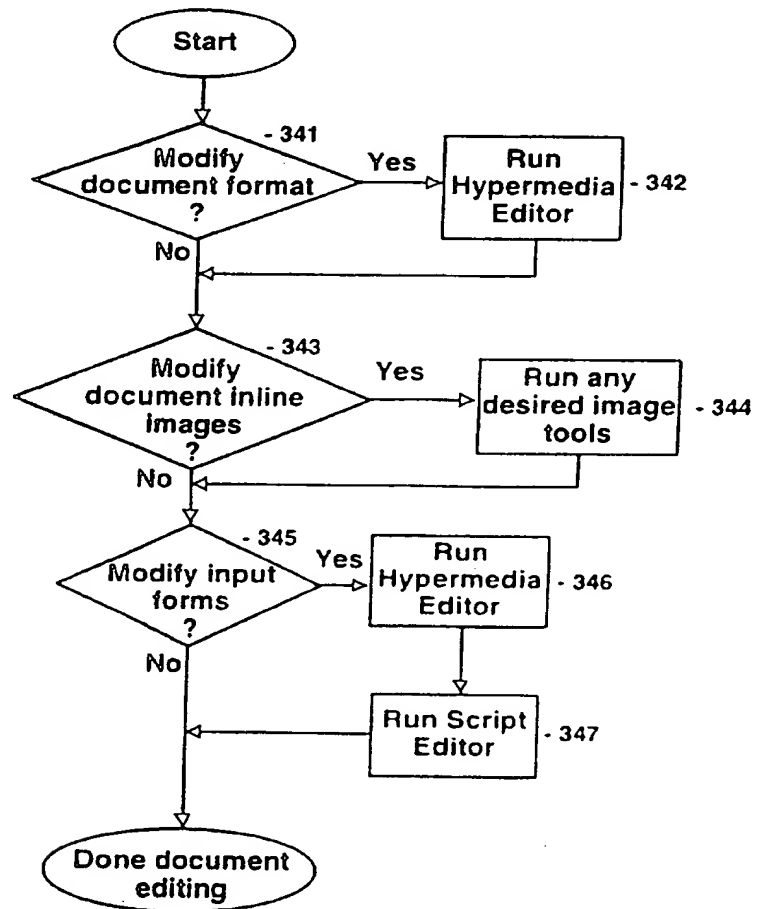 Start
- 341
Modify
document format
?
Yes
Run
Hypermedia
Editor
- 342
No
- 343
Modify
document inline
images
?
Yes
Run any
desired image
tools
- 344
No
- 345
Modify input
forms
?
Yes
Run
Hypermedia
Editor
- 346
No
Run Script
Editor
- 347
Done document
editing